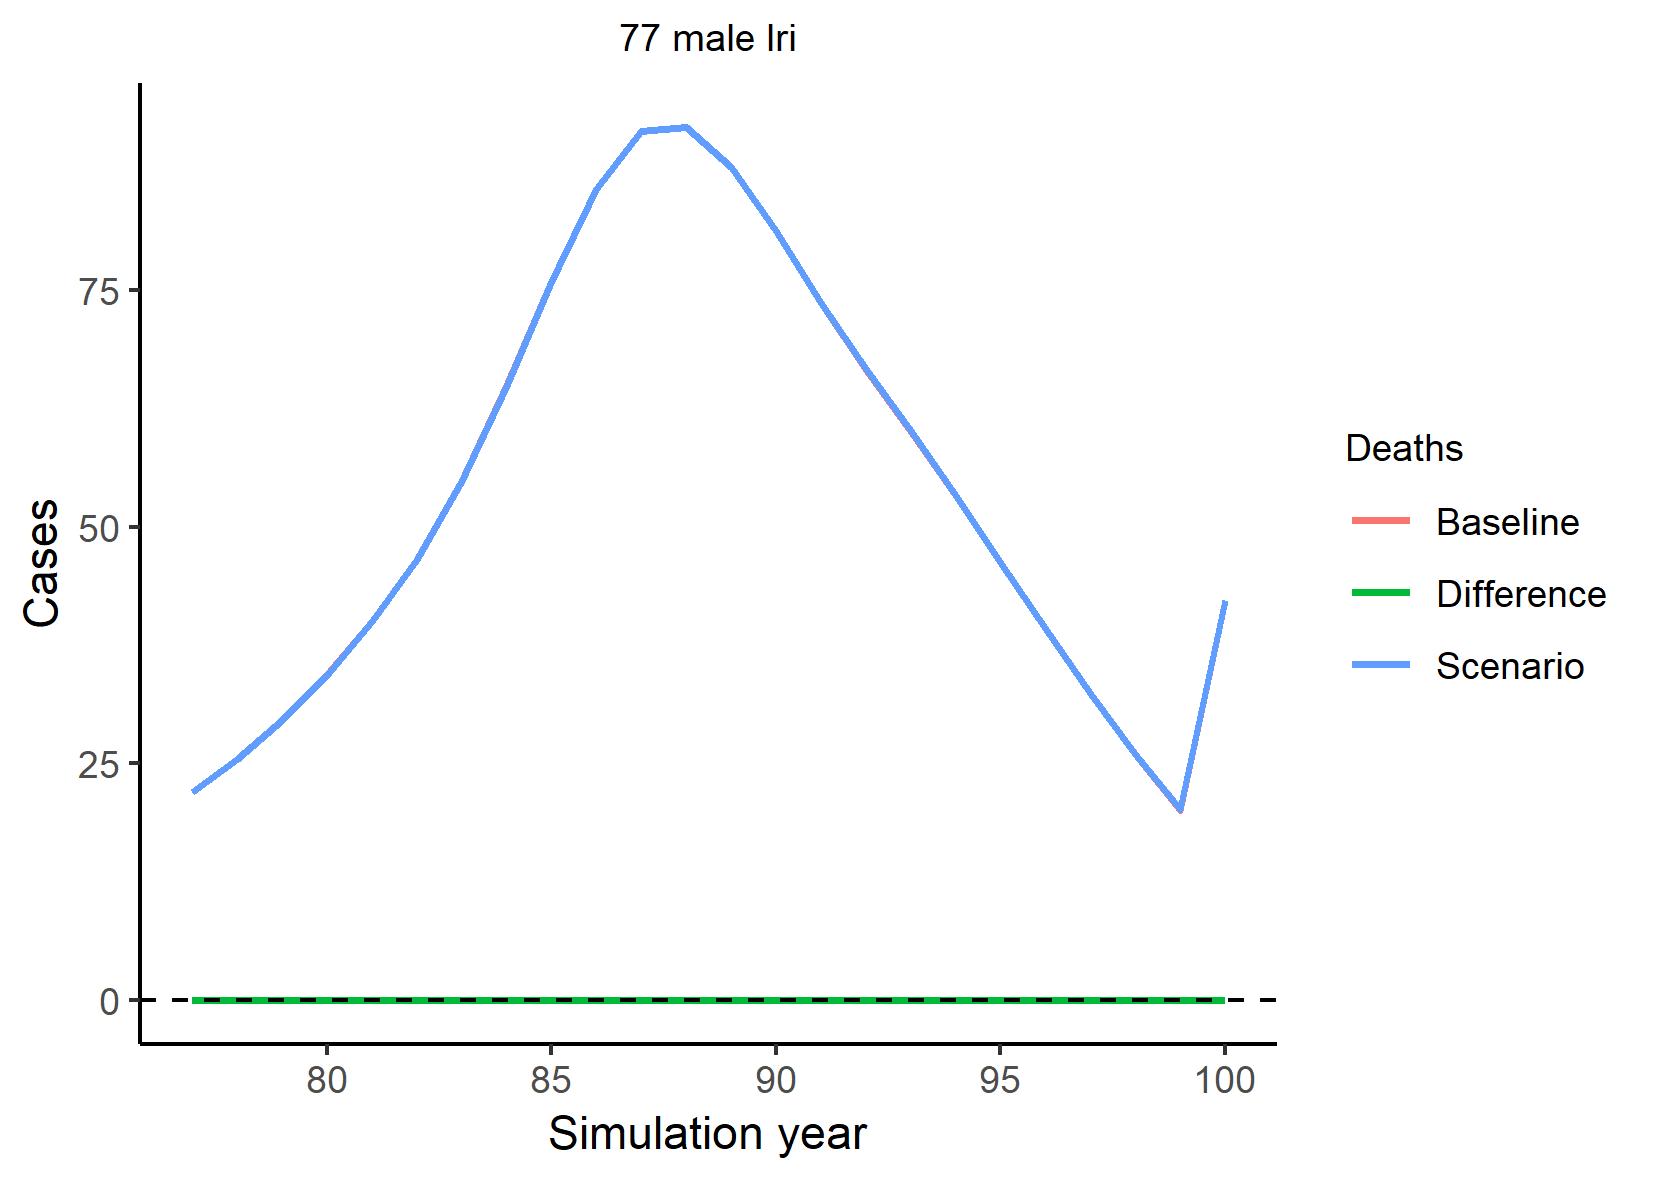 77 male lri
Cases
75
50
25
0
80 85 90 95 100
Simulation year
Deaths
Baseline
Difference
Scenario